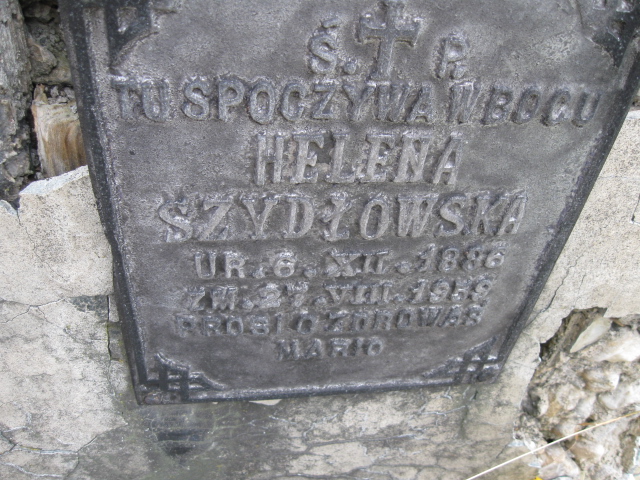 Ś. † P.
TU SPOCZYWA W BOGU
HELENA
SZYDŁOWSKA
UR. 6. XII. 1886
ZM. 27. VIII. 1959
PROSI O ZDROWAŚ
MARIO